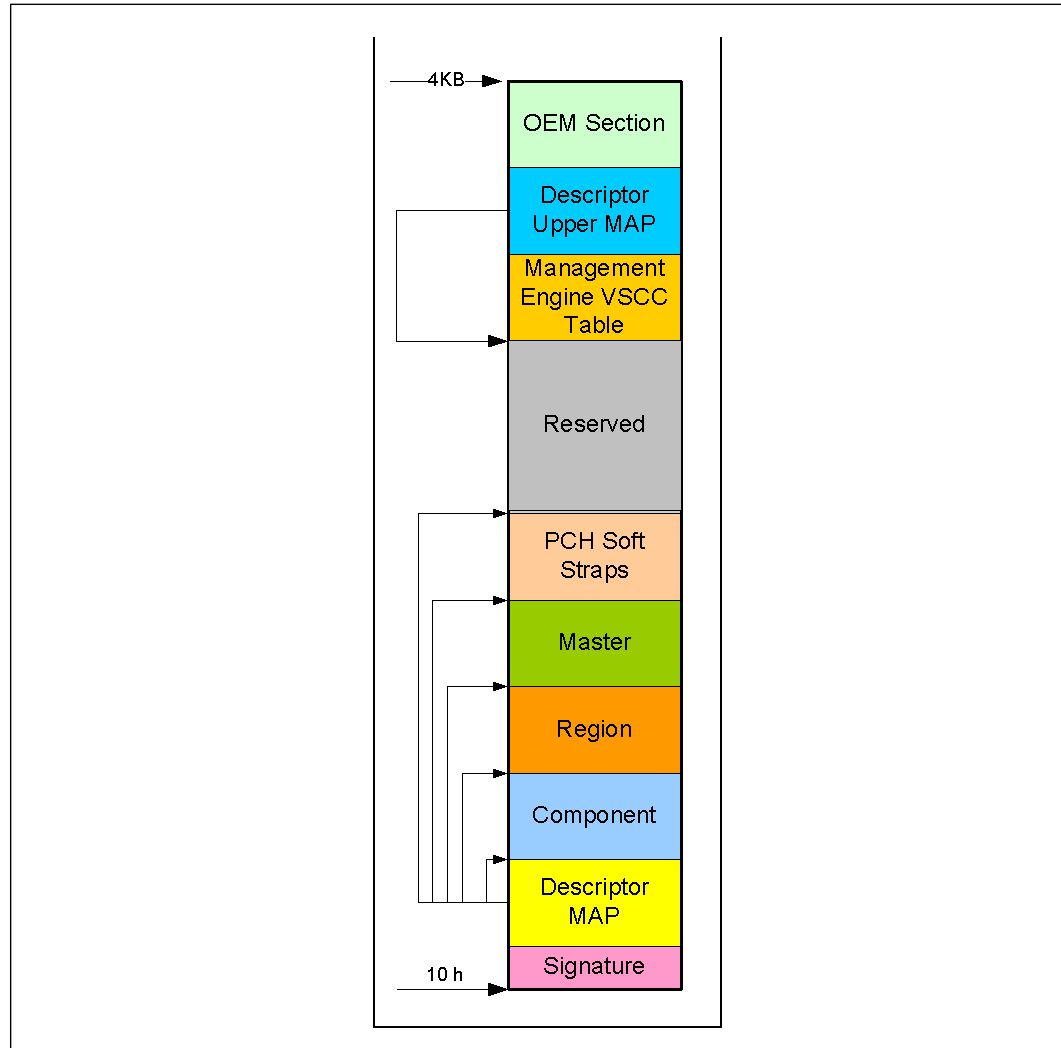 4KB
OEM Section
Descriptor
Upper MAP
Management
Engine VSCC
Table
Reserved
PCH Soft
Straps
Master
Region
Component
Descriptor
MAP
Signature
10 h